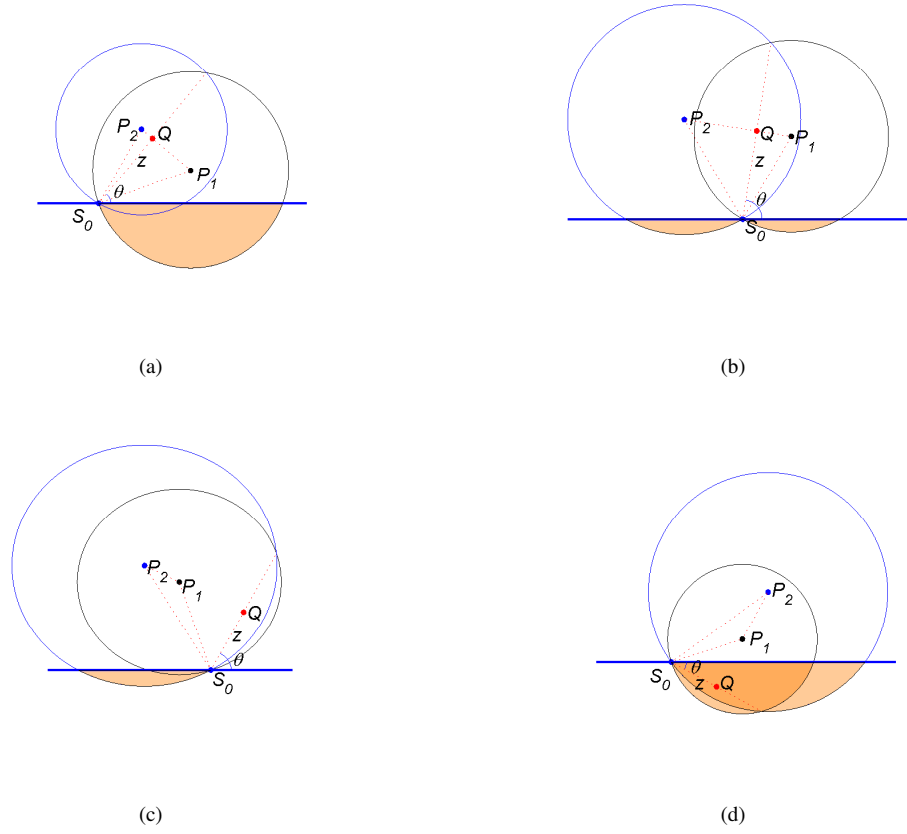 P2 Q
z
θ P1
S0
P2 Q P1
z
θ
S0
(a)
(b)
P2 P1
Q
z
θ
S0
P2
P1
S0 θ
z Q
(c)
(d)